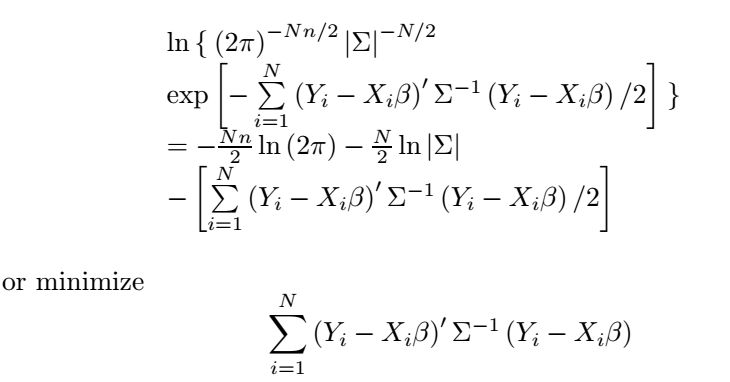 ln { (2π)^{-Nn/2} |Σ|^{-N/2}
exp [ - ∑_{i=1}^{N} (Y_i - X_iβ)′ Σ^{-1} (Y_i - X_iβ) /2 ] }
= -\frac{Nn}{2} ln (2π) - \frac{N}{2} ln |Σ|
- [ ∑_{i=1}^{N} (Y_i - X_iβ)′ Σ^{-1} (Y_i - X_iβ) /2 ]
or minimize
∑_{i=1}^{N} (Y_i - X_iβ)′ Σ^{-1} (Y_i - X_iβ)